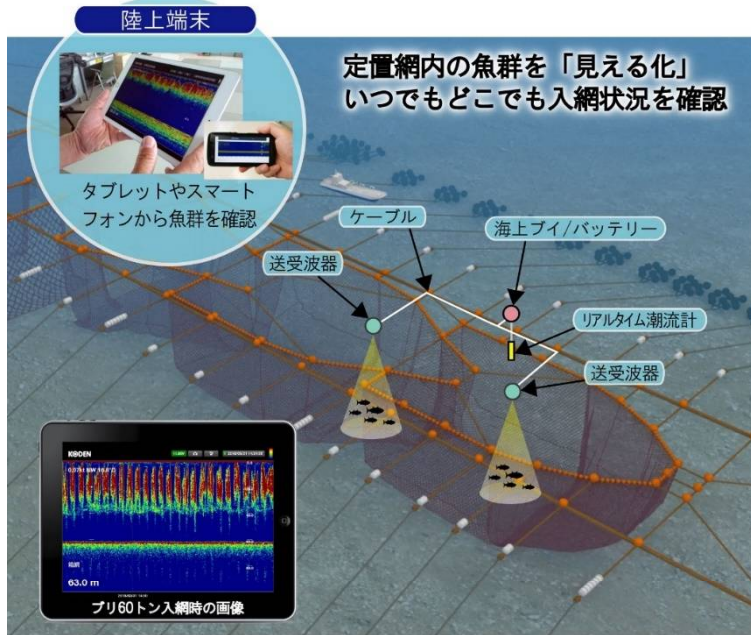 陸上端末
定置網内の魚群を「見える化」
いつでもどこでも入網状況を確認
タブレットやスマート
フォンから魚群を確認
ケーブル
海上ブイ/バッテリー
送受波器
リアルタイム潮流計
送受波器
KODEN
63.0 m
ブリ60トン入網時の画像